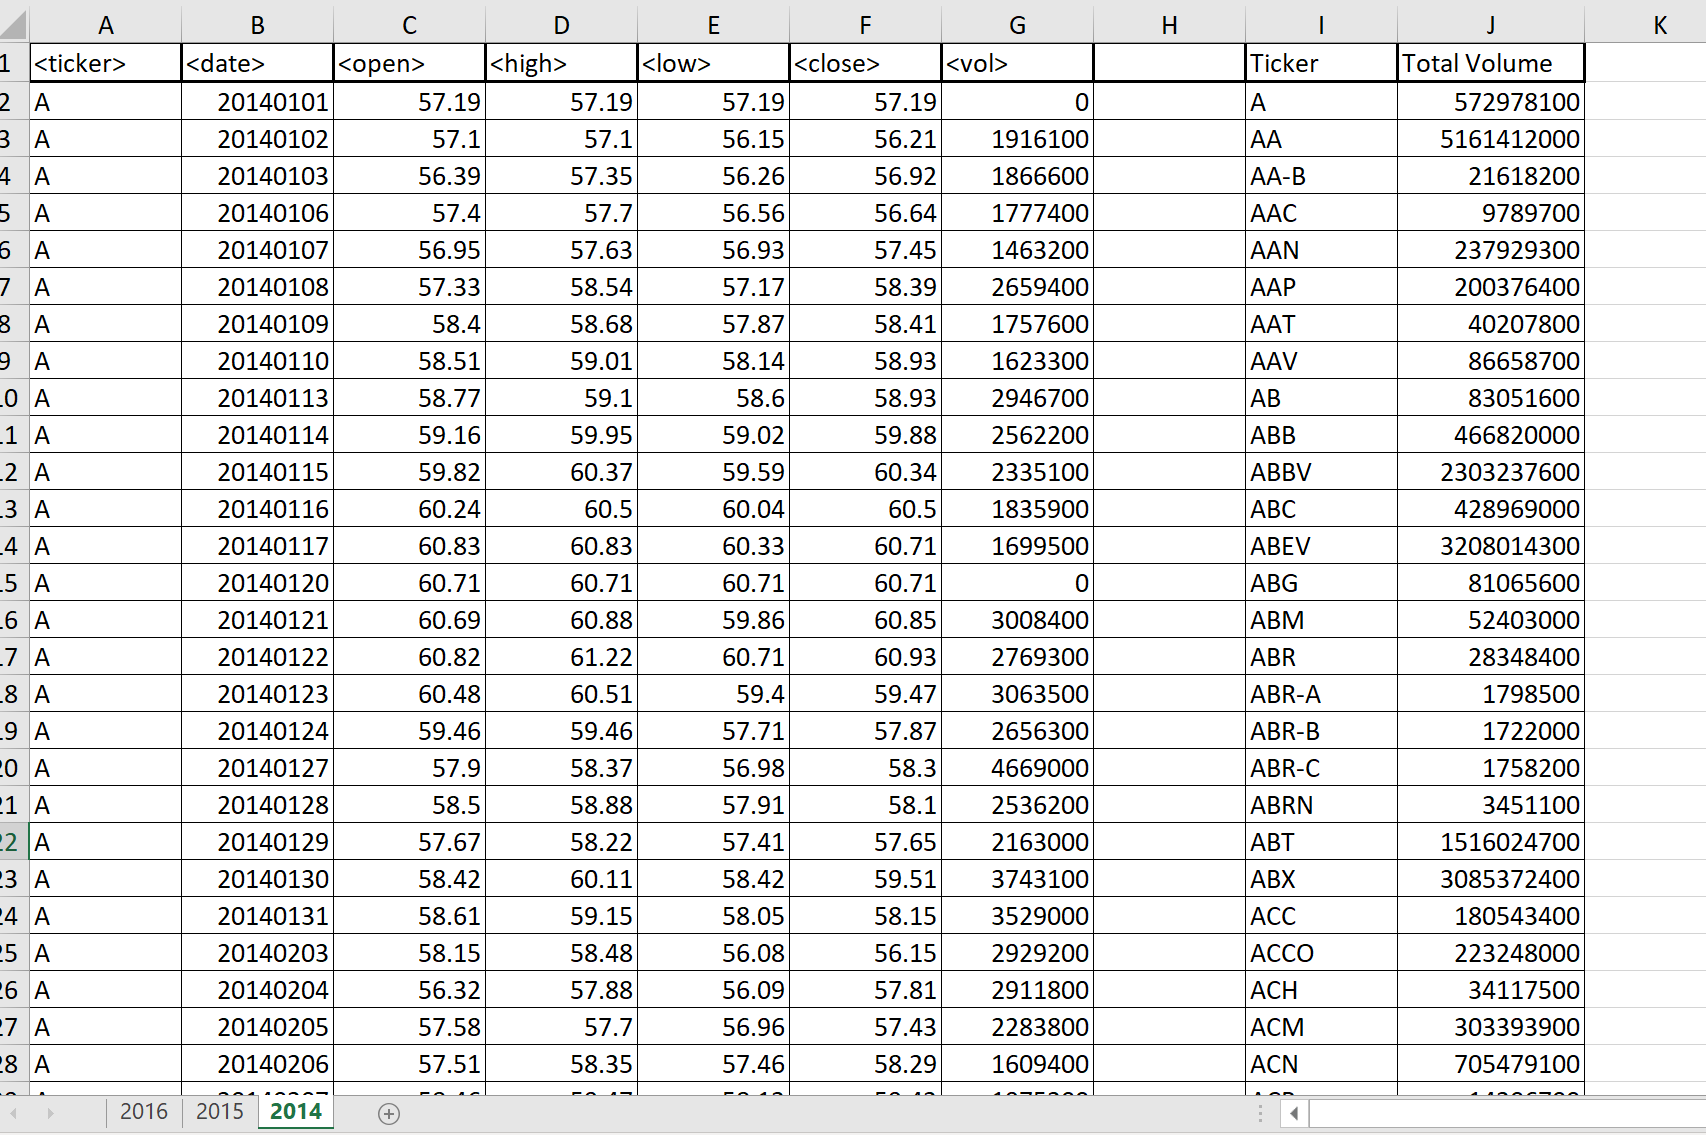 A B C D E F G H I J K
1 <ticker> <date> <open> <high> <low> <close> <vol> Ticker Total Volume
2 A 20140101 57.19 57.19 57.19 57.19 0 A 572978100
3 A 20140102 57.1 57.1 56.15 56.21 1916100 AA 5161412000
4 A 20140103 56.39 57.35 56.26 56.92 1866600 AA-B 21618200
5 A 20140106 57.4 57.7 56.56 56.64 1777400 AAC 9789700
6 A 20140107 56.95 57.63 56.93 57.45 1463200 AAN 237929300
7 A 20140108 57.33 58.54 57.17 58.39 2659400 AAP 200376400
8 A 20140109 58.4 58.68 57.87 58.41 1757600 AAT 40207800
9 A 20140110 58.51 59.01 58.14 58.93 1623300 AAV 86658700
10 A 20140113 58.77 59.1 58.6 58.93 2946700 AB 83051600
11 A 20140114 59.16 59.95 59.02 59.88 2562200 ABB 466820000
12 A 20140115 59.82 60.37 59.59 60.34 2335100 ABBV 2303237600
13 A 20140116 60.24 60.5 60.04 60.5 1835900 ABC 428969000
14 A 20140117 60.83 60.83 60.33 60.71 1699500 ABEV 3208014300
15 A 20140120 60.71 60.71 60.71 60.71 0 ABG 81065600
16 A 20140121 60.69 60.88 59.86 60.85 3008400 ABM 52403000
17 A 20140122 60.82 61.22 60.71 60.93 2769300 ABR 28348400
18 A 20140123 60.48 60.51 59.4 59.47 3063500 ABR-A 1798500
19 A 20140124 59.46 59.46 57.71 57.87 2656300 ABR-B 1722000
20 A 20140127 57.9 58.37 56.98 58.3 4669000 ABR-C 1758200
21 A 20140128 58.5 58.88 57.91 58.1 2536200 ABRN 3451100
22 A 20140129 57.67 58.22 57.41 57.65 2163000 ABT 1516024700
23 A 20140130 58.42 60.11 58.42 59.51 3743100 ABX 3085372400
24 A 20140131 58.61 59.15 58.05 58.15 3529000 ACC 180543400
25 A 20140203 58.15 58.48 56.08 56.15 2929200 ACCO 223248000
26 A 20140204 56.32 57.88 56.09 57.81 2911800 ACH 34117500
27 A 20140205 57.58 57.7 56.96 57.43 2283800 ACM 303393900
28 A 20140206 57.51 58.35 57.46 58.29 1609400 ACN 705479100
2016 2015 2014